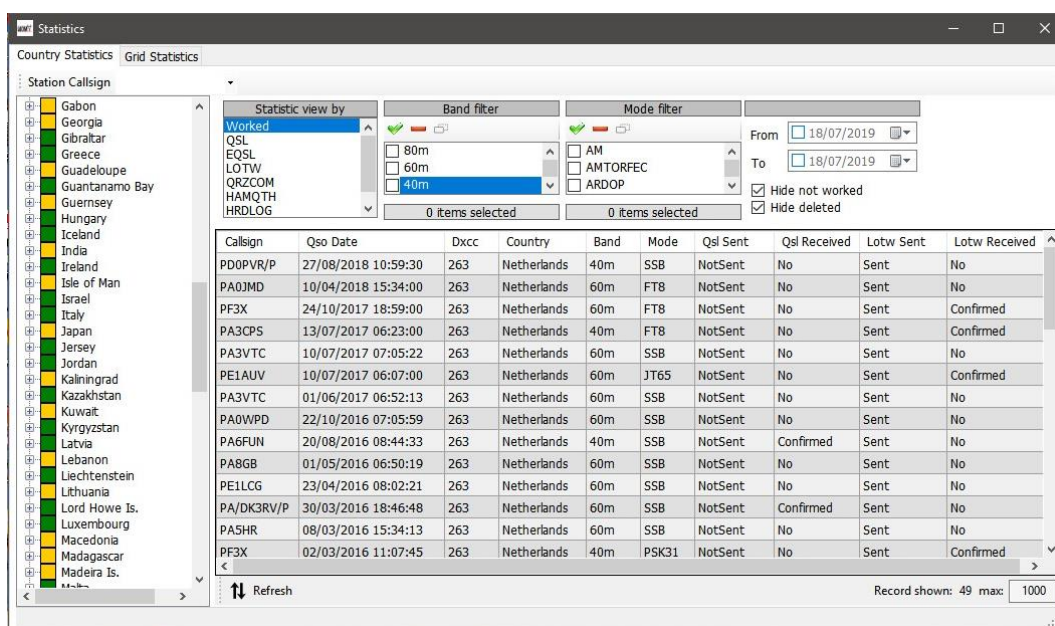 Statistics
Country Statistics Grid Statistics
Station Callsign
Gabon
Georgia
Gibraltar
Greece
Guadeloupe
Guantanamo Bay
Guernsey
Hungary
Iceland
India
Ireland
Isle of Man
Israel
Italy
Japan
Jersey
Jordan
Kaliningrad
Kazakhstan
Kuwait
Kyrgyzstan
Latvia
Lebanon
Liechtenstein
Lithuania
Lord Howe Is.
Luxembourg
Macedonia
Madagascar
Madeira Is.
Malta
Statistic view by
Worked
QSL
EQSL
LOTW
QRZCOM
HAMQTH
HRDLOG
Band filter
80m
60m
40m
0 items selected
Mode filter
AM
AMTORFEC
ARDOP
0 items selected
From 18/07/2019
To 18/07/2019
Hide not worked
Hide deleted
Callsign Qso Date Dxcc Country Band Mode Qsl Sent Qsl Received Lotw Sent Lotw Received
PD0PVR/P 27/08/2018 10:59:30 263 Netherlands 40m SSB NotSent No Sent No
PA0JMD 10/04/2018 15:34:00 263 Netherlands 60m FT8 NotSent No Sent No
PF3X 24/10/2017 18:59:00 263 Netherlands 60m FT8 NotSent No Sent Confirmed
PA3CPS 13/07/2017 06:23:00 263 Netherlands 40m FT8 NotSent No Sent Confirmed
PA3VTC 10/07/2017 07:05:22 263 Netherlands 60m SSB NotSent No Sent No
PE1AUV 10/07/2017 06:07:00 263 Netherlands 60m JT65 NotSent No Sent Confirmed
PA3VTC 01/06/2017 06:52:13 263 Netherlands 60m SSB NotSent No Sent No
PA0WPD 22/10/2016 07:05:59 263 Netherlands 60m SSB NotSent No Sent No
PA6FUN 20/08/2016 08:44:33 263 Netherlands 40m SSB NotSent Confirmed Sent No
PA8GB 01/05/2016 06:50:19 263 Netherlands 60m SSB NotSent No Sent No
PE1LCG 23/04/2016 08:02:21 263 Netherlands 60m SSB NotSent No Sent No
PA/DK3RV/P 30/03/2016 18:46:48 263 Netherlands 60m SSB NotSent Confirmed Sent No
PA5HR 08/03/2016 15:34:13 263 Netherlands 60m SSB NotSent No Sent No
PF3X 02/03/2016 11:07:45 263 Netherlands 40m PSK31 NotSent No Sent Confirmed
Refresh
Record shown: 49 max: 1000